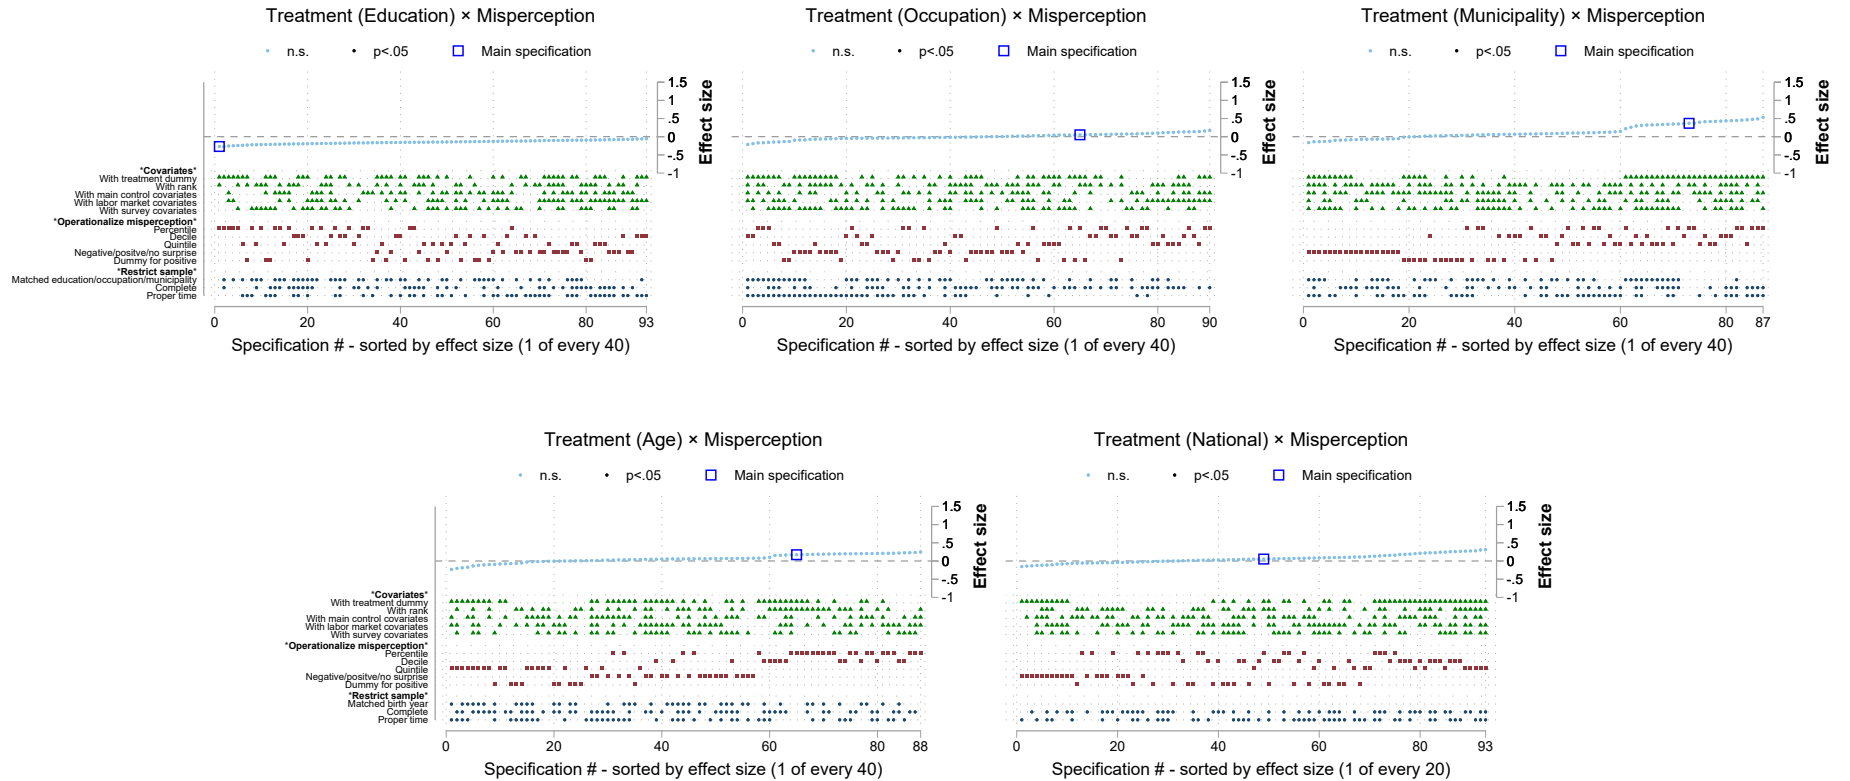 Treatment (Education) × Misperception
n.s. p<.05 Main specification
1.5
1
.5
0
-.5
-1
Effect size
*Covariates*
With treatment dummy
With rank
With main control covariates
With labor market covariates
With survey covariates
*Operationalize misperception*
Percentile
Decile
Quintile
Negative/positve/no surprise
Dummy for positive
*Restrict sample*
Matched education/occupation/municipality
Complete
Proper time
0 20 40 60 80 93
Specification # - sorted by effect size (1 of every 40)
Treatment (Occupation) × Misperception
n.s. p<.05 Main specification
1.5
1
.5
0
-.5
-1
Effect size
0 20 40 60 80 90
Specification # - sorted by effect size (1 of every 40)
Treatment (Municipality) × Misperception
n.s. p<.05 Main specification
1.5
1
.5
0
-.5
-1
Effect size
0 20 40 60 80 87
Specification # - sorted by effect size (1 of every 40)
Treatment (Age) × Misperception
n.s. p<.05 Main specification
1.5
1
.5
0
-.5
-1
Effect size
*Covariates*
With treatment dummy
With rank
With main control covariates
With labor market covariates
With survey covariates
*Operationalize misperception*
Percentile
Decile
Quintile
Negative/positve/no surprise
Dummy for positive
*Restrict sample*
Matched birth year
Complete
Proper time
0 20 40 60 80 88
Specification # - sorted by effect size (1 of every 40)
Treatment (National) × Misperception
n.s. p<.05 Main specification
1.5
1
.5
0
-.5
-1
Effect size
0 20 40 60 80 93
Specification # - sorted by effect size (1 of every 20)